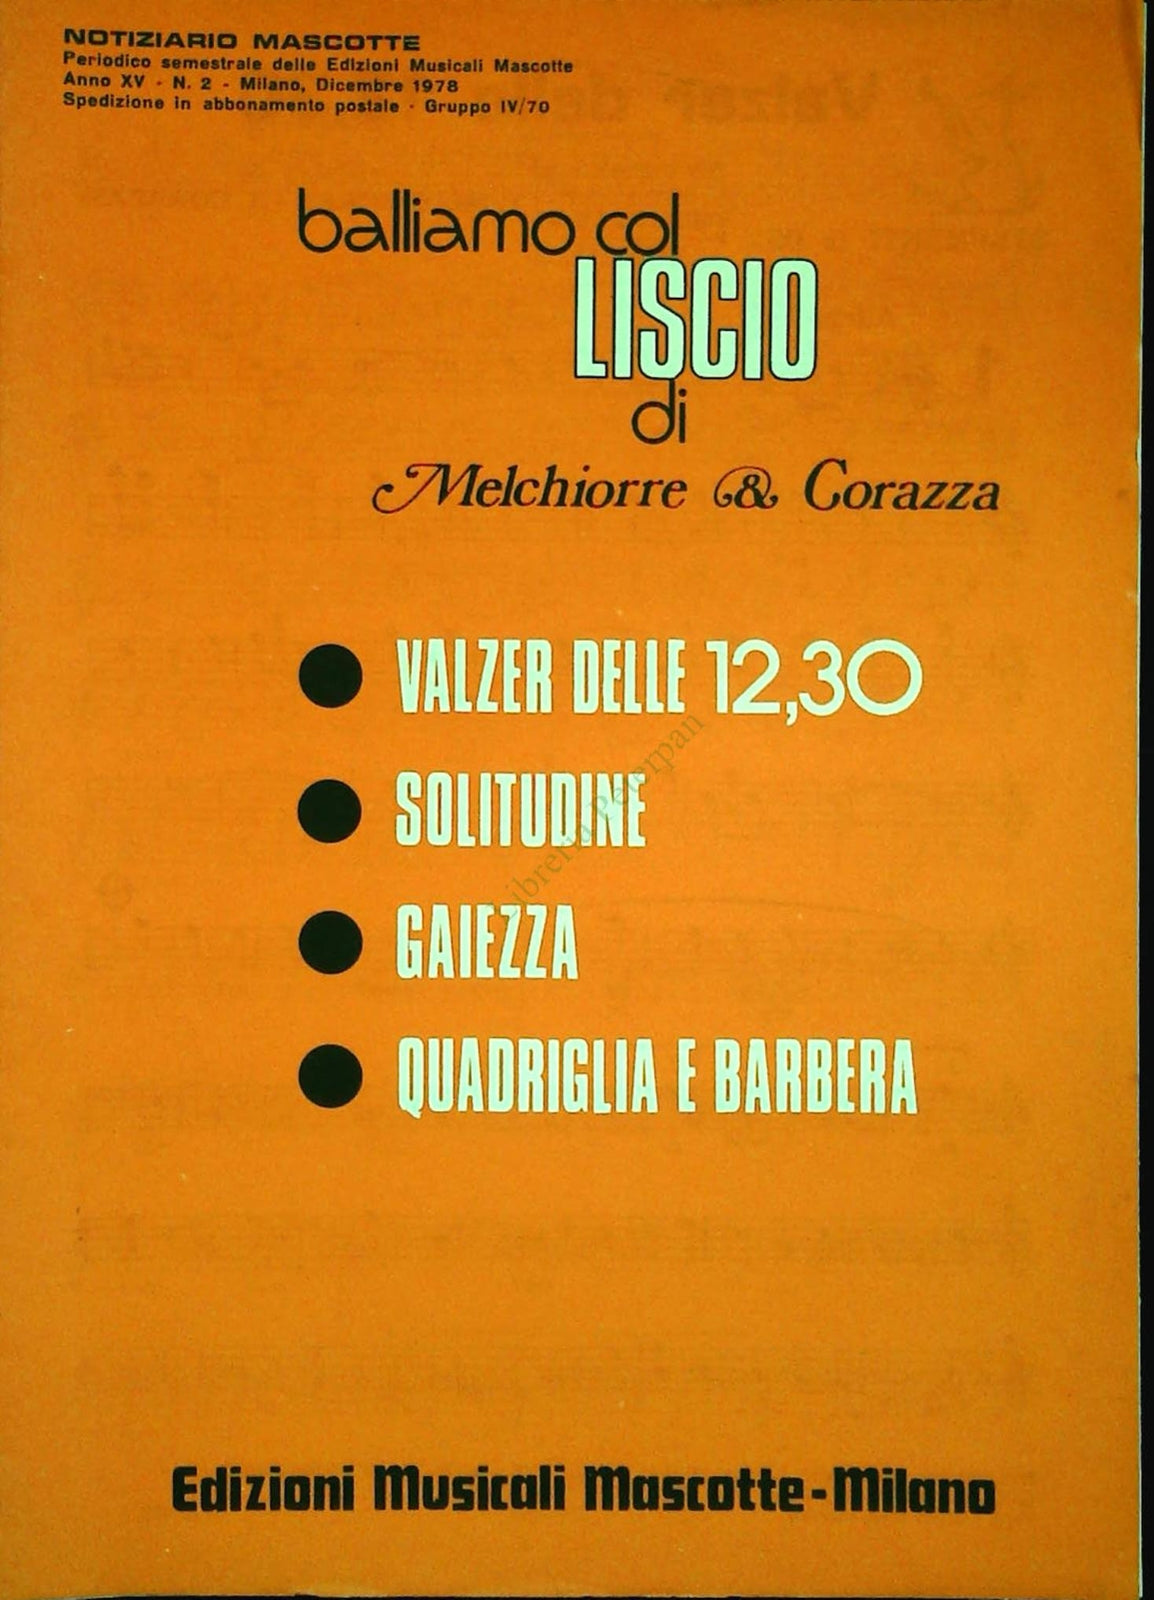 NOTIZIARIO MASCOTTE
Periodico semestrale delle Edizioni Musicali Mascotte
Anno XV - N. 2 - Milano, Dicembre 1978
Spedizione in abbonamento postale - Gruppo IV/70
balliamo col
LISCIO
di
Melchiorre & Corazza
VALZER DELLE 12,30
SOLITUDINE
GAIEZZA
QUADRIGLIA E BARBERA
Libreria Peterpan
Edizioni Musicali Mascotte-Milano